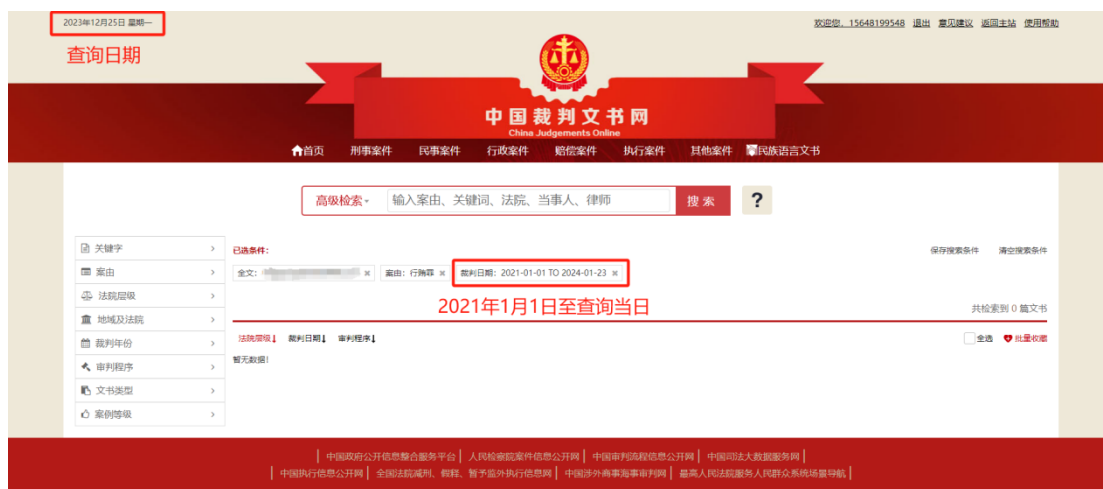 2023年12月25日 星期一
欢迎您，15648199548 退出 意见建议 返回主站 使用帮助
查询日期
中国裁判文书网
China Judgements Online
首页 刑事案件 民事案件 行政案件 赔偿案件 执行案件 其他案件 民族语言文书
高级检索 输入案由、关键词、法院、当事人、律师 搜索 ?
关键字
案由
法院层级
地域及法院
裁判年份
审判程序
文书类型
案例等级
已选条件： 保存搜索条件 清空搜索条件
全文： 案由：行贿罪 裁判日期：2021-01-01 TO 2024-01-23
2021年1月1日至查询当日
共检索到 0 篇文书
法院层级 裁判日期 审判程序 全选 批量收藏
暂无数据!
中国政府公开信息整合服务平台 人民检察院案件信息公开网 中国审判流程信息公开网 中国司法大数据服务网
中国执行信息公开网 全国法院减刑、假释、暂予监外执行信息网 中国涉外商事海事审判网 最高人民法院服务人民群众系统场景导航